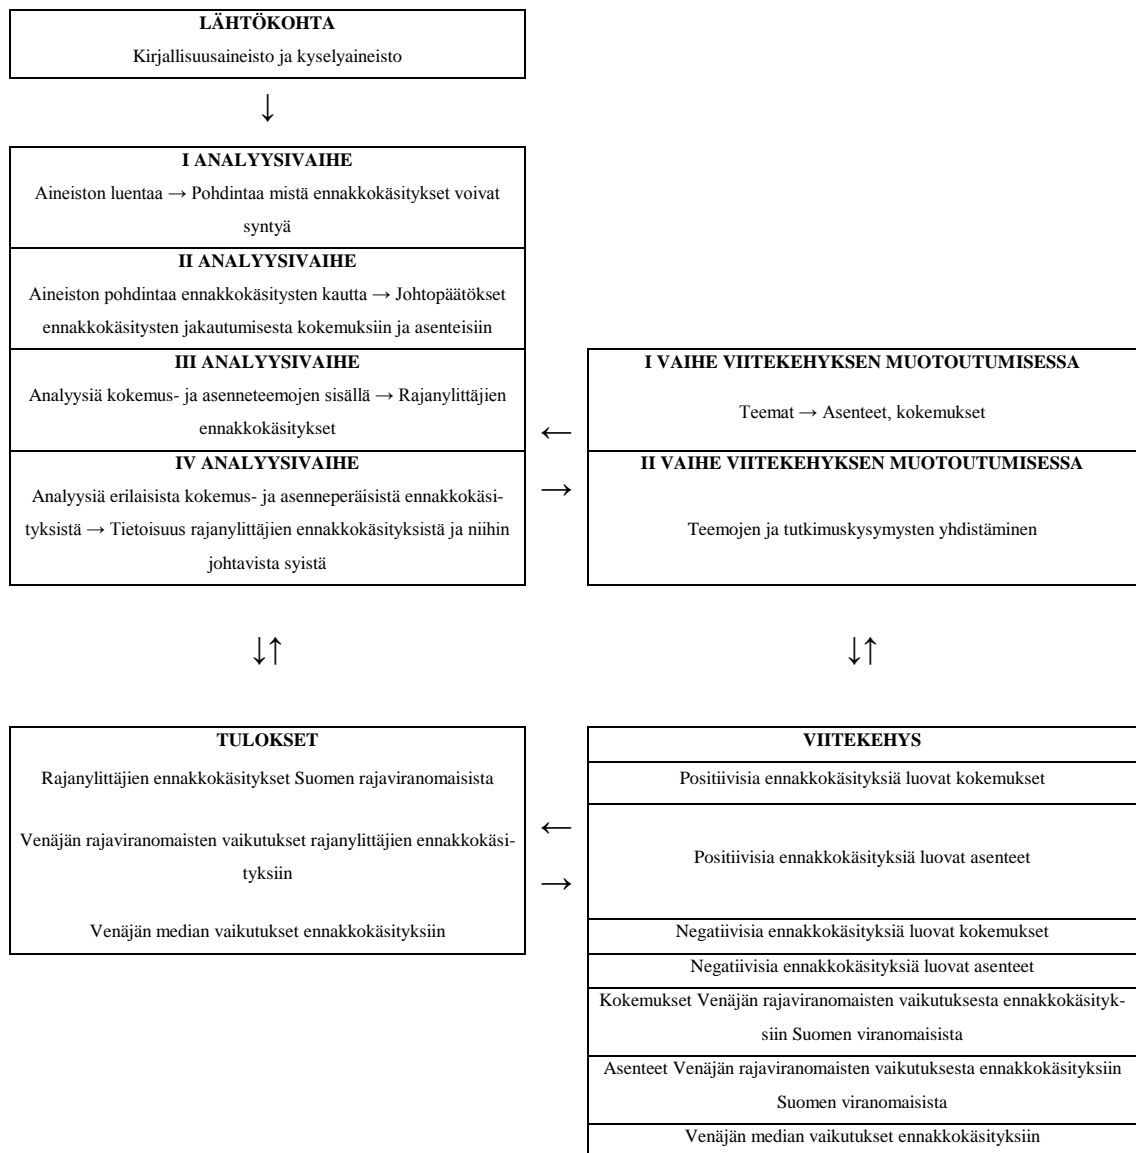 LÄHTÖKOHTA
Kirjallisuusaineisto ja kyselyaineisto
↓
I ANALYYSIVAIHE
Aineiston luentaa → Pohdintaa mistä ennakkokäsitykset voivat
syntyä
II ANALYYSIVAIHE
Aineiston pohdintaa ennakkokäsitysten kautta → Johtopäätökset
ennakkokäsitysten jakautumisesta kokemuksiin ja asenteisiin
III ANALYYSIVAIHE
Analyysiä kokemus- ja asenneteemojen sisällä → Rajanylittäjien
ennakkokäsitykset
IV ANALYYSIVAIHE
Analyysiä erilaisista kokemus- ja asenneperäisistä ennakkokäsi-
tyksistä → Tietoisuus rajanylittäjien ennakkokäsityksistä ja niihin
johtavista syistä
←
→
I VAIHE VIITEKEHYKSEN MUOTOUTUMISESSA
Teemat → Asenteet, kokemukset
II VAIHE VIITEKEHYKSEN MUOTOUTUMISESSA
Teemojen ja tutkimuskysymysten yhdistäminen
↓↑
↓↑
TULOKSET
Rajanylittäjien ennakkokäsitykset Suomen rajaviranomaisista
Venäjän rajaviranomaisten vaikutukset rajanylittäjien ennakkokäsi-
tyksiin
Venäjän median vaikutukset ennakkokäsityksiin
←
→
VIITEKEHYS
Positiivisia ennakkokäsityksiä luovat kokemukset
Positiivisia ennakkokäsityksiä luovat asenteet
Negatiivisia ennakkokäsityksiä luovat kokemukset
Negatiivisia ennakkokäsityksiä luovat asenteet
Kokemukset Venäjän rajaviranomaisten vaikutuksesta ennakkokäsityk-
siin Suomen viranomaisista
Asenteet Venäjän rajaviranomaisten vaikutuksesta ennakkokäsityksiin
Suomen viranomaisista
Venäjän median vaikutukset ennakkokäsityksiin